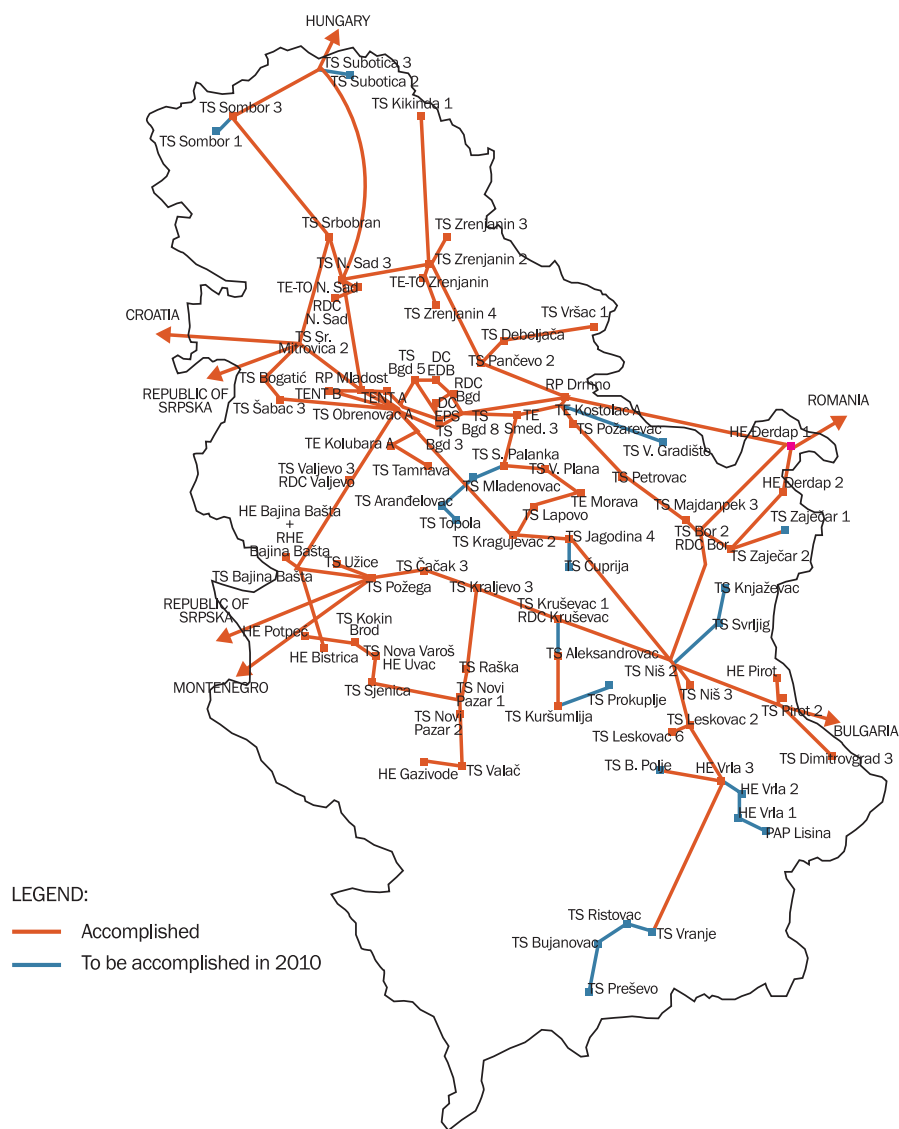 HUNGARY
TS Subotica 3
TS Subotica 2
TS Sombor 3
TS Kikinda 1
TS Sombor 1
TS Srbobran
TS Zrenjanin 3
TS N. Sad 3
TS Zrenjanin 2
TE-TO N. Sad
TE-TO Zrenjanin
RDC
N. Sad
TS Zrenjanin 4
TS Vršac 1
CROATIA
TS Sr.
Mitrovica 2
TS Debeljača
TS
Bgd 5
DC
EDB
TS Pančevo 2
TS Bogatić
RP Mladost
RDC
Bgd
RP Drmno
REPUBLIC OF
SRPSKA
TENT B
TENT A
ROMANIA
TS Šabac 3
TS Obrenovac A
DC
EPS
TS
Bgd 8
TE
Smed. 3
TE Kostolac A
TS Požarevac
TS
Bgd 3
HE Đerdap 1
TE Kolubara A
TS V. Gradište
TS S. Palanka
TS Valjevo 3
RDC Valjevo
TS Tamnava
TS V. Plana
TS Petrovac
HE Đerdap 2
TS Mladenovac
TS Aranđelovac
TE Morava
TS Majdanpek 3
HE Bajina Bašta
+
RHE
Bajina Bašta
TS Topola
TS Lapovo
TS Bor 2
RDC Bor
TS Zaječar 1
TS Kragujevac 2
TS Jagodina 4
TS Zaječar 2
TS Užice
TS Čačak 3
TS Ćuprija
TS Bajina Bašta
TS Požega
TS Kraljevo 3
TS Knjaževac
REPUBLIC OF
SRPSKA
TS Kruševac 1
RDC Kruševac
TS Kokin
Brod
HE Potpeć
TS Svrljig
TS Nova Varoš
HE Uvac
HE Bistrica
TS Aleksandrovac
TS Niš 2
HE Pirot
TS Raška
MONTENEGRO
TS Sjenica
TS Novi
Pazar 1
TS Prokuplje
TS Niš 3
TS Kuršumlija
TS Pirot 2
TS Novi
Pazar 2
TS Leskovac 2
BULGARIA
TS Leskovac 6
TS Dimitrovgrad 3
HE Gazivode
TS Valač
TS B. Polje
HE Vrla 3
HE Vrla 2
HE Vrla 1
PAP Lisina
LEGEND:
Accomplished
To be accomplished in 2010
TS Ristovac
TS Bujanovac
TS Vranje
TS Preševo